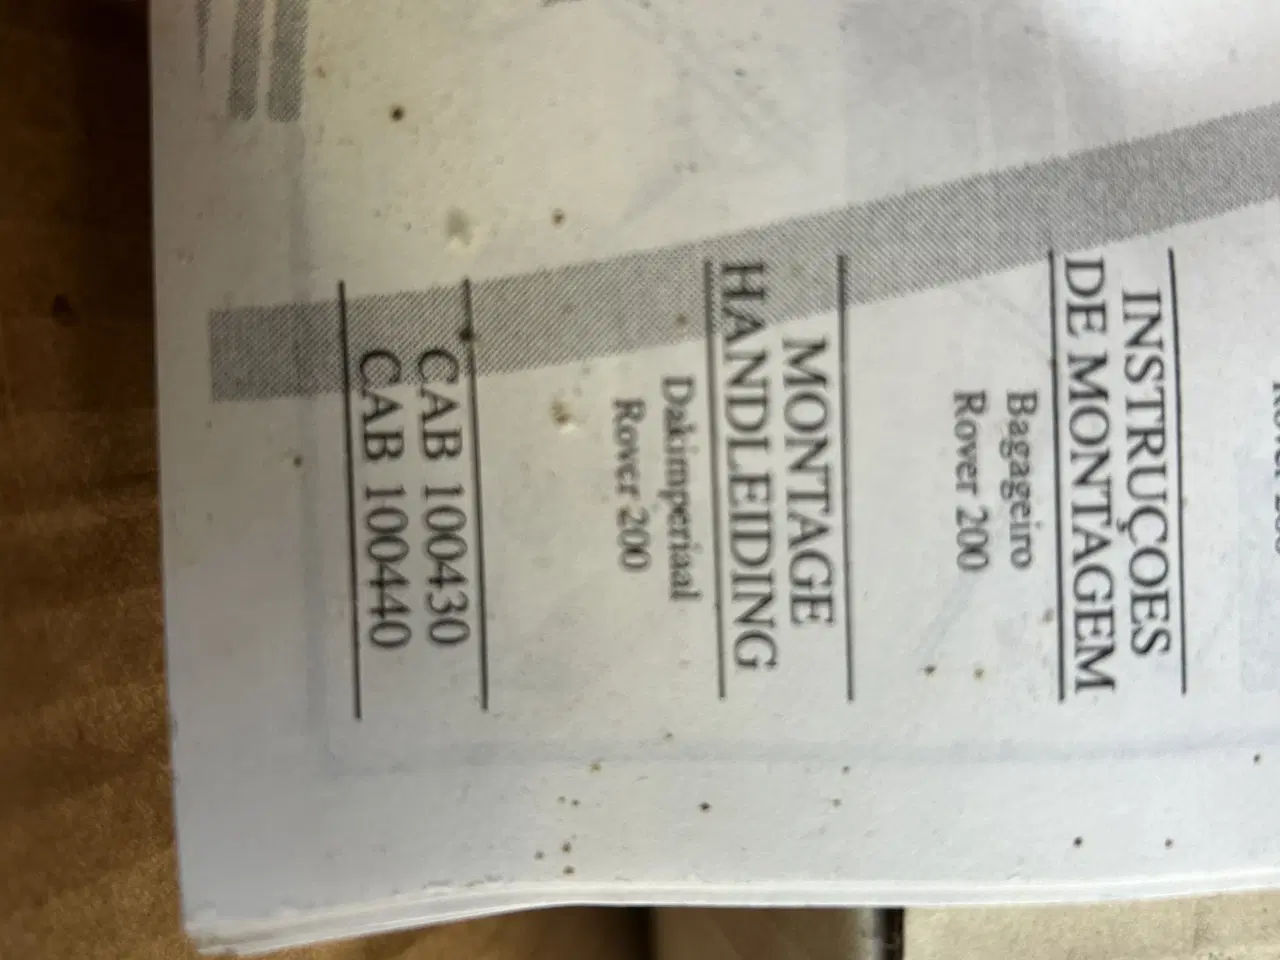 INSTRUÇOES
DE MONTAGEM
Bagageiro
Rover 200
MONTAGE
HANDLEIDING
Dakimperiaal
Rover 200
CAB 100430
CAB 100440